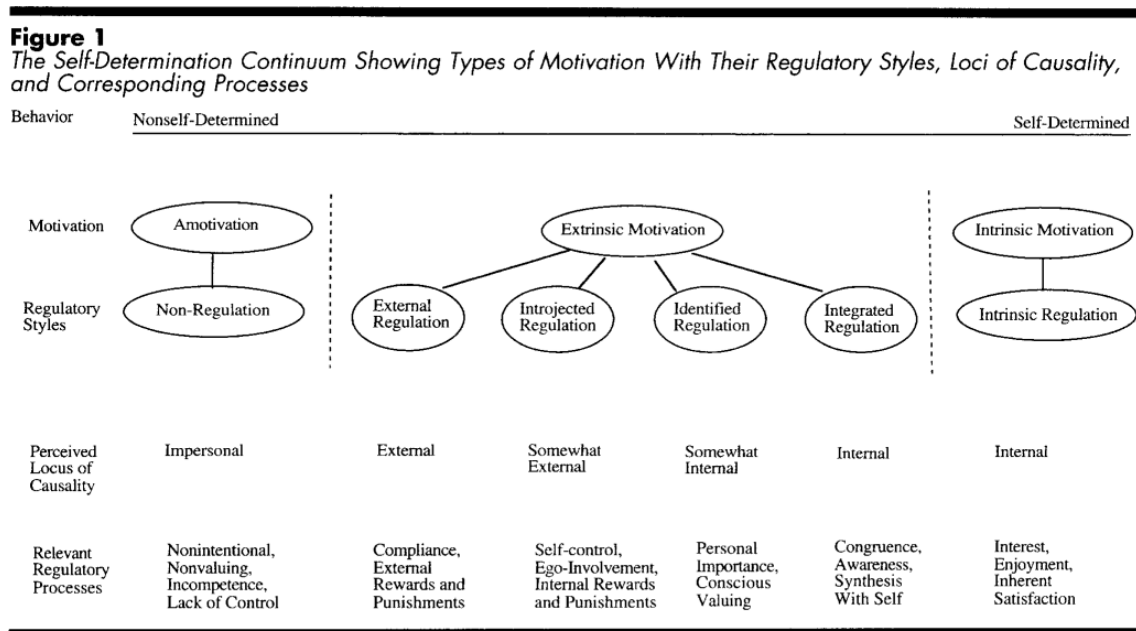 Figure 1
The Self-Determination Continuum Showing Types of Motivation With Their Regulatory Styles, Loci of Causality,
and Corresponding Processes
Behavior Nonself-Determined Self-Determined
Motivation Amotivation Extrinsic Motivation Intrinsic Motivation
Regulatory
Styles
Non-Regulation
External
Regulation
Introjected
Regulation
Identified
Regulation
Integrated
Regulation
Intrinsic Regulation
Perceived
Locus of
Causality
Impersonal
External
Somewhat
External
Somewhat
Internal
Internal
Internal
Relevant
Regulatory
Processes
Nonintentional,
Nonvaluing,
Incompetence,
Lack of Control
Compliance,
External
Rewards and
Punishments
Self-control,
Ego-Involvement,
Internal Rewards
and Punishments
Personal
Importance,
Conscious
Valuing
Congruence,
Awareness,
Synthesis
With Self
Interest,
Enjoyment,
Inherent
Satisfaction